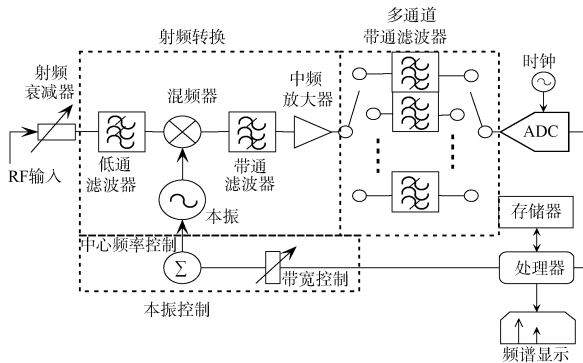 多通道
带通滤波器
射频转换
射频
衰减器
混频器
中频
放大器
时钟
ADC
RF输入
低通
滤波器
带通
滤波器
本振
存储器
中心频率控制
Σ
带宽控制
处理器
本振控制
频谱显示